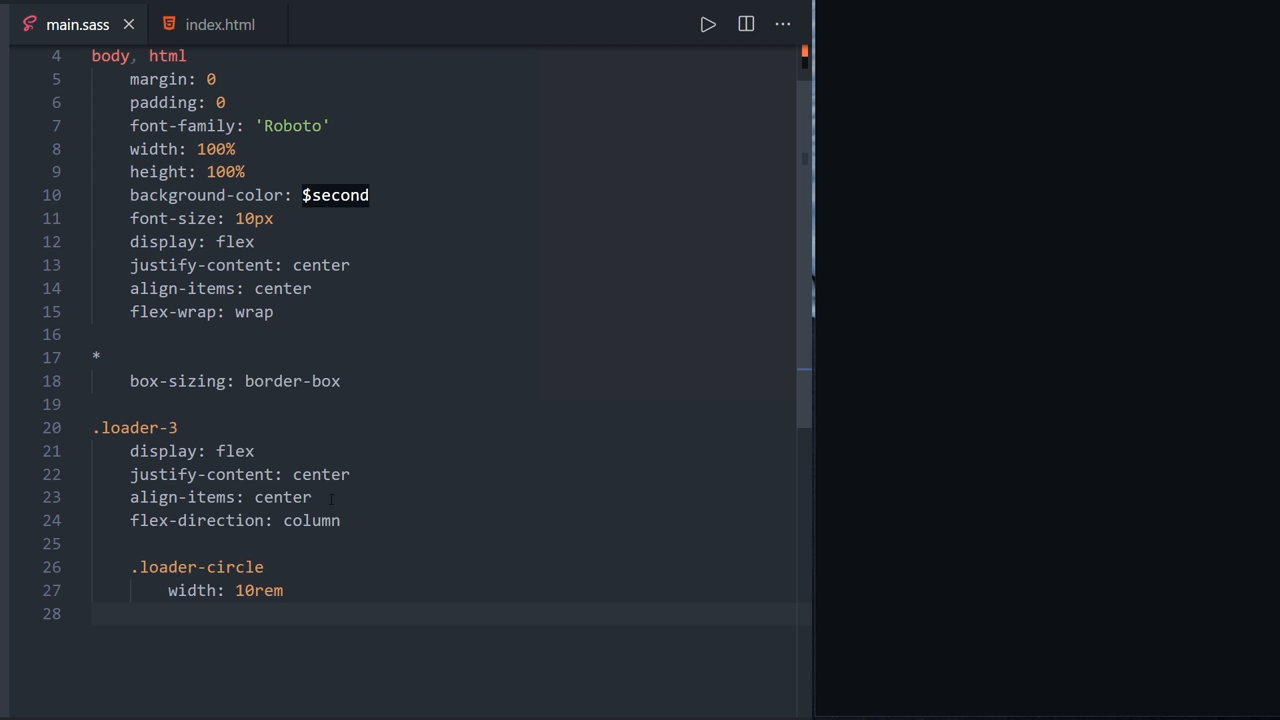 main.sass
index.html
4 body, html
5 margin: 0
6 padding: 0
7 font-family: 'Roboto'
8 width: 100%
9 height: 100%
10 background-color: $second
11 font-size: 10px
12 display: flex
13 justify-content: center
14 align-items: center
15 flex-wrap: wrap
16
17 *
18 box-sizing: border-box
19
20 .loader-3
21 display: flex
22 justify-content: center
23 align-items: center
24 flex-direction: column
25
26 .loader-circle
27 width: 10rem
28